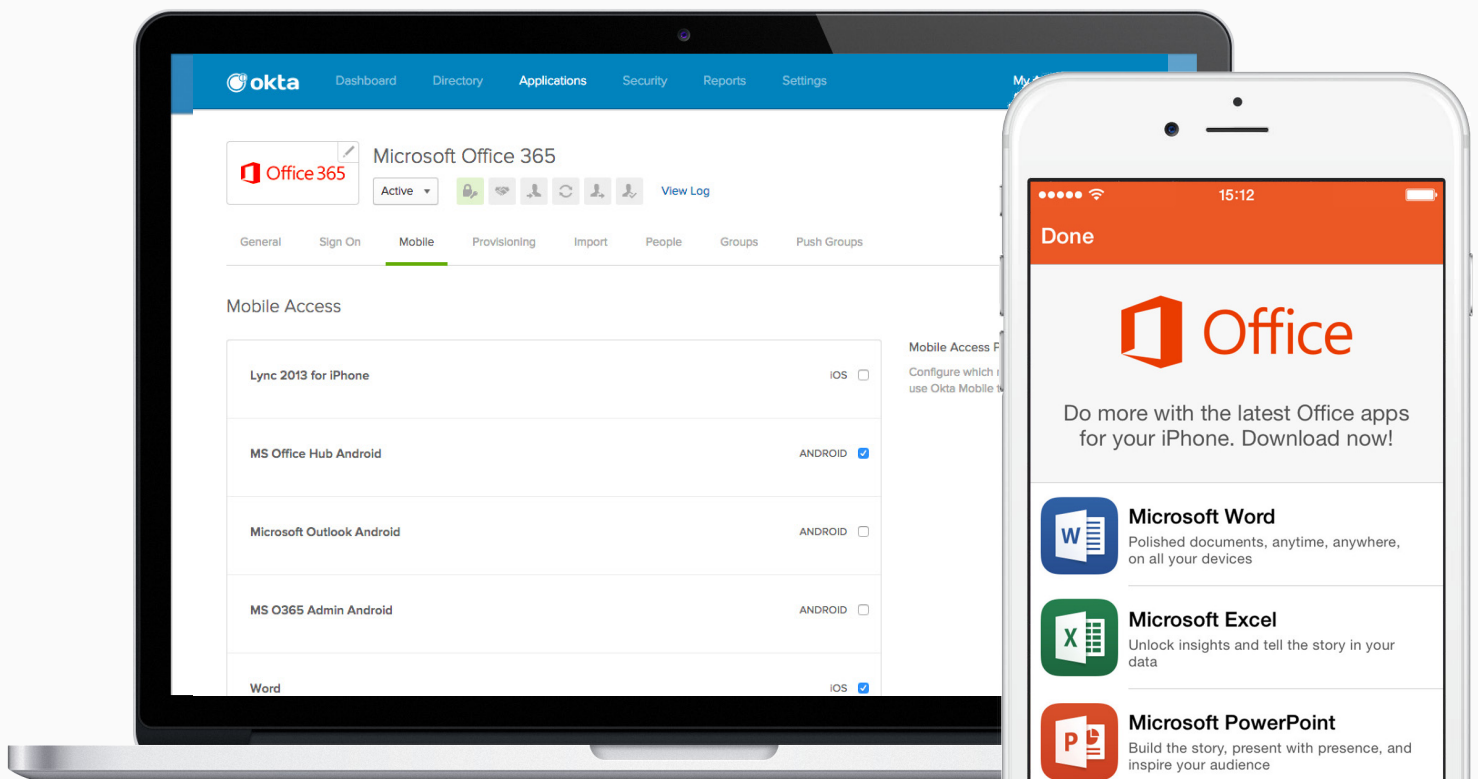 okta
Dashboard
Directory
Applications
Security
Reports
Settings
My
Office 365
Microsoft Office 365
Active
View Log
General
Sign On
Mobile
Provisioning
Import
People
Groups
Push Groups
Mobile Access
Lync 2013 for iPhone
iOS
MS Office Hub Android
ANDROID
Microsoft Outlook Android
ANDROID
MS O365 Admin Android
ANDROID
Word
iOS
Mobile Access P
Configure which
use Okta Mobile
15:12
Done
Office
Do more with the latest Office apps
for your iPhone. Download now!
W
Microsoft Word
Polished documents, anytime, anywhere,
on all your devices
X
Microsoft Excel
Unlock insights and tell the story in your
data
P
Microsoft PowerPoint
Build the story, present with presence, and
inspire your audience